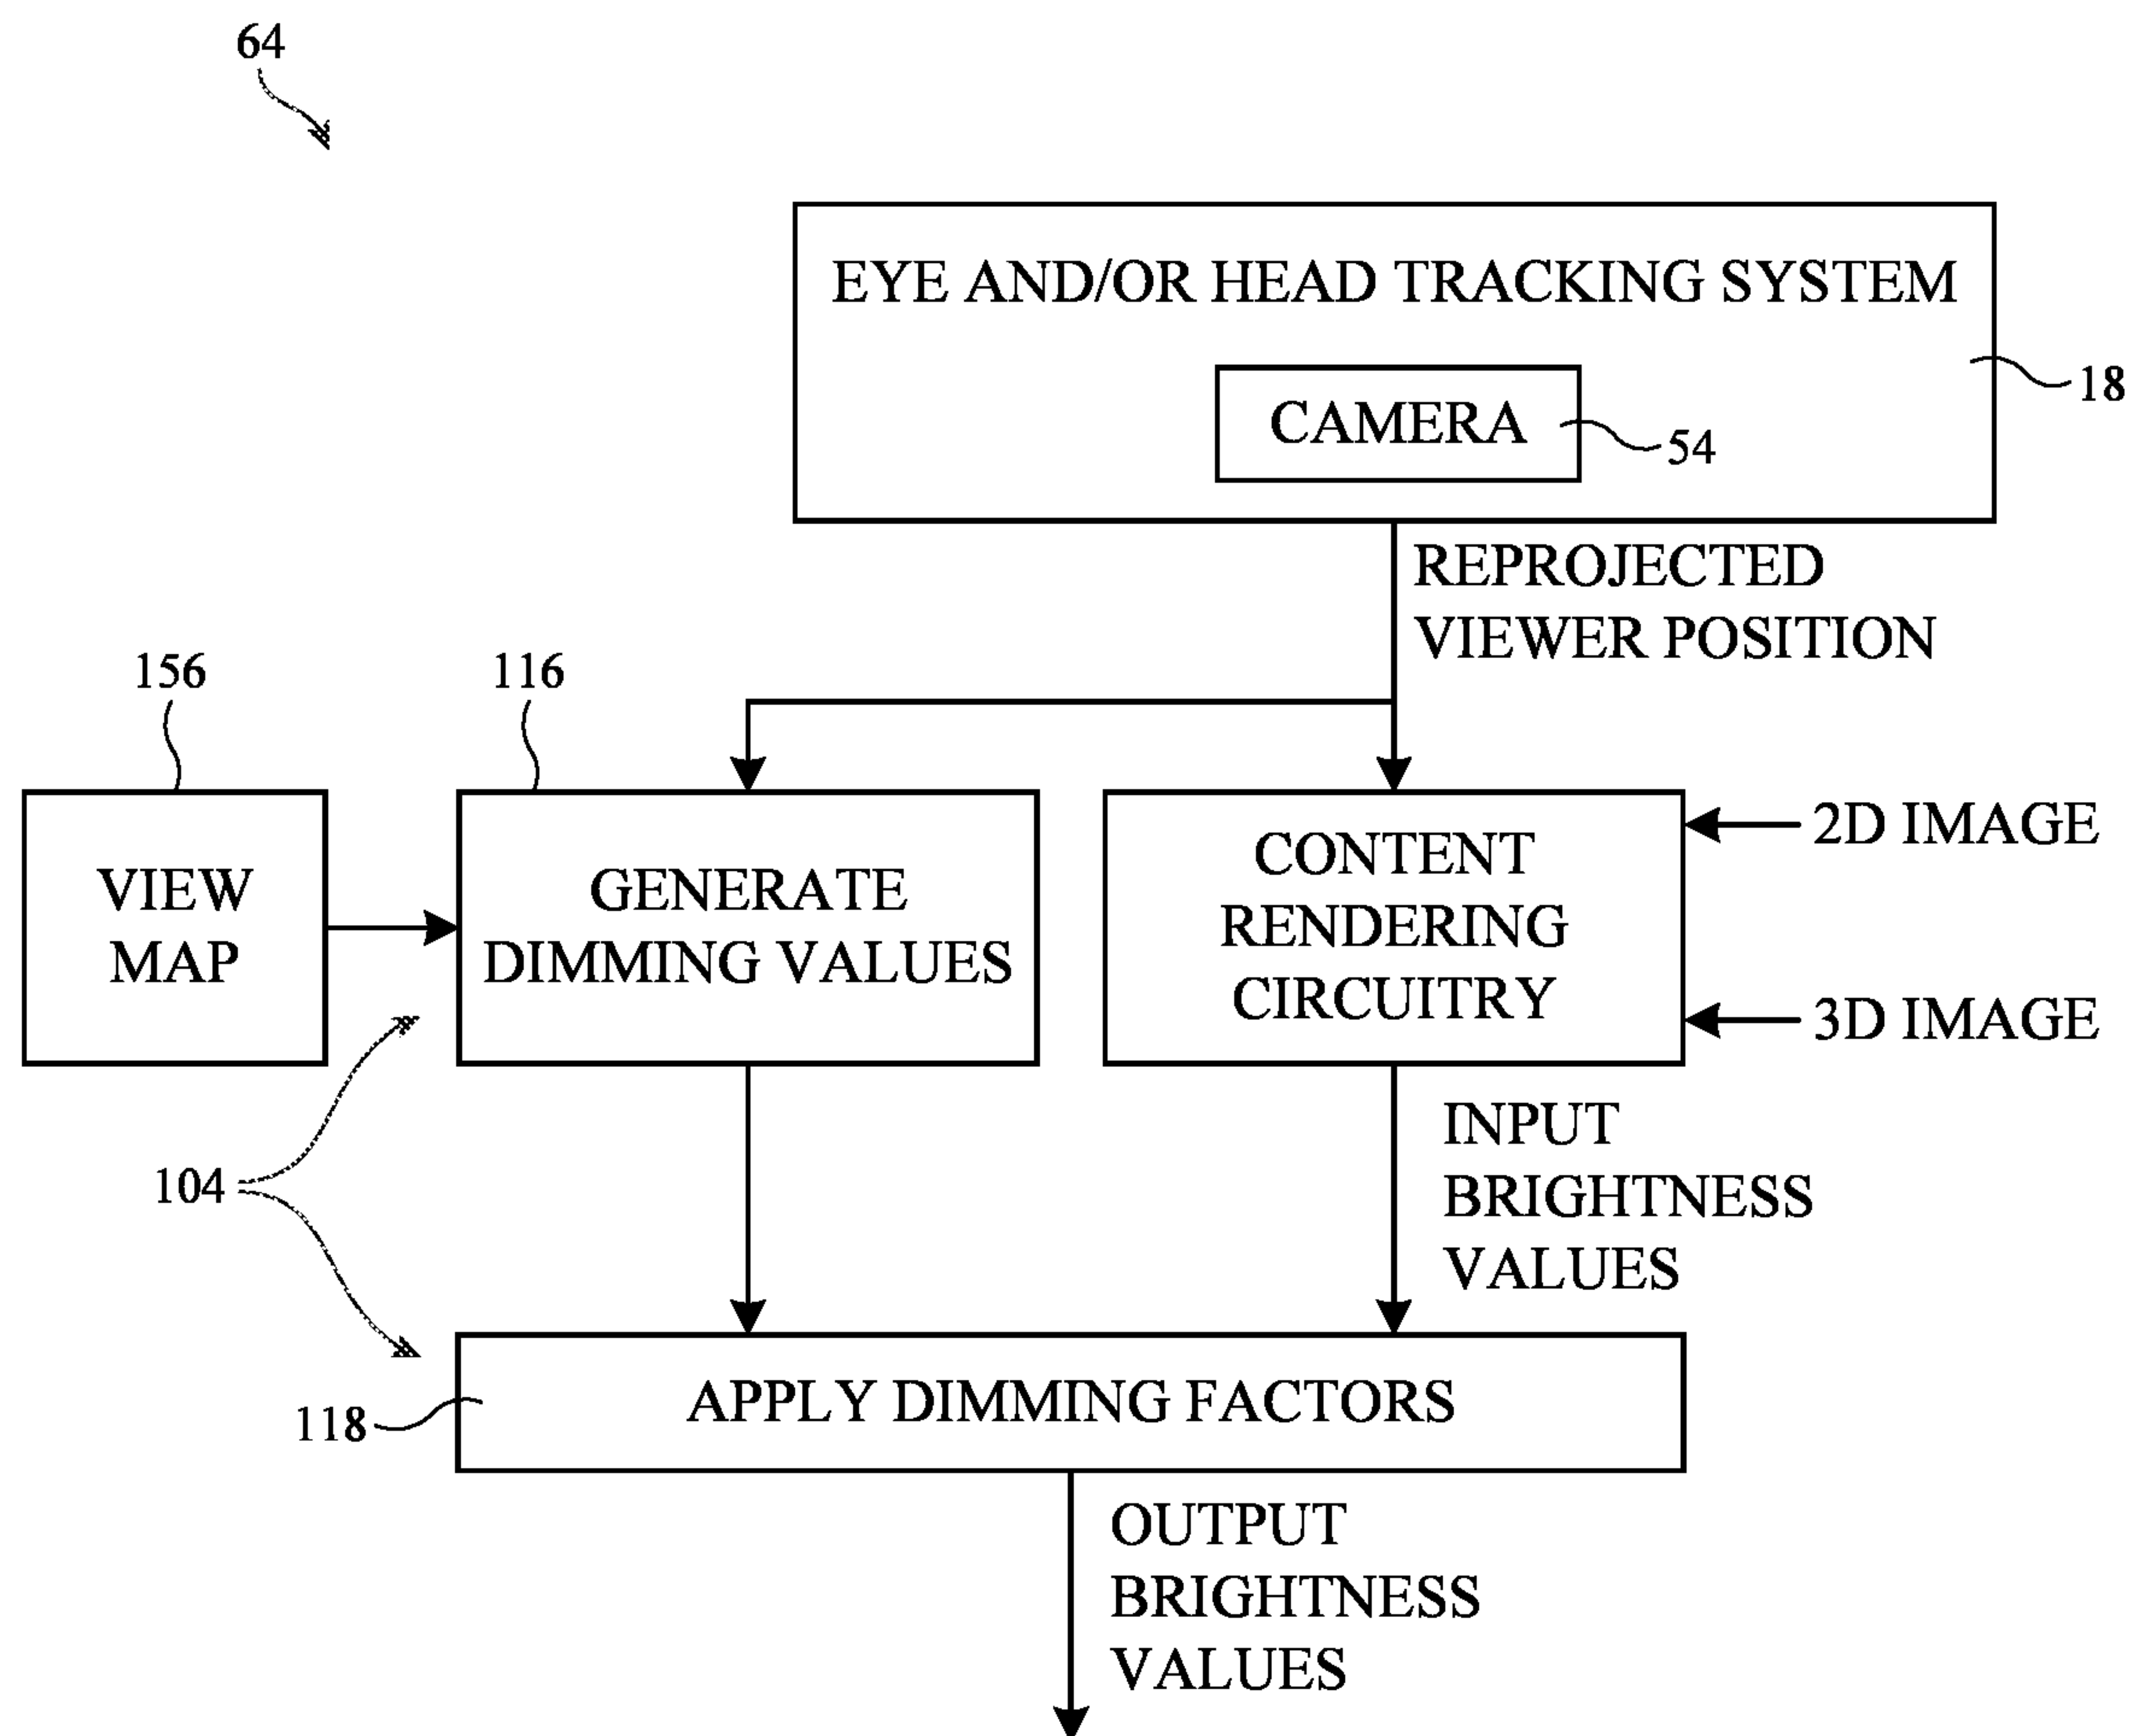 64
EYE AND/OR HEAD TRACKING SYSTEM
CAMERA
18
54
REPROJECTED
VIEWER POSITION
156
116
VIEW
MAP
GENERATE
DIMMING VALUES
CONTENT
RENDERING
CIRCUITRY
2D IMAGE
3D IMAGE
104
INPUT
BRIGHTNESS
VALUES
118
APPLY DIMMING FACTORS
OUTPUT
BRIGHTNESS
VALUES